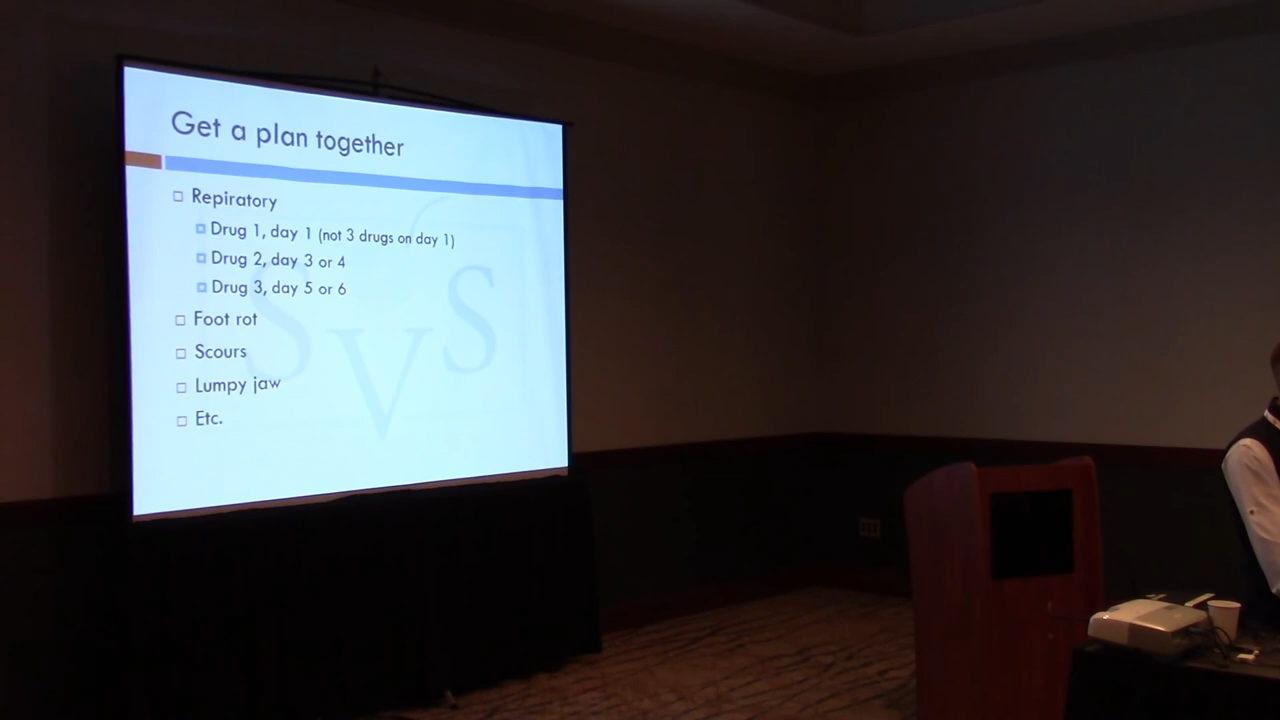 Get a plan together
Repiratory
Drug 1, day 1 (not 3 drugs on day 1)
Drug 2, day 3 or 4
Drug 3, day 5 or 6
Foot rot
Scours
Lumpy jaw
Etc.
SVS